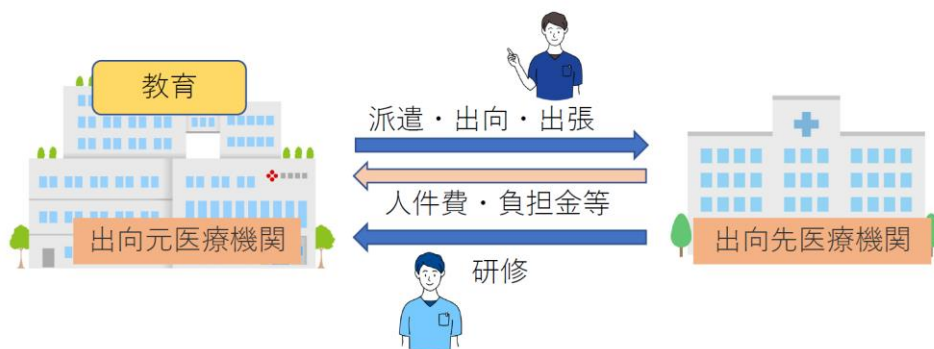 教育
派遣・出向・出張
人件費・負担金等
出向元医療機関
出向先医療機関
研修